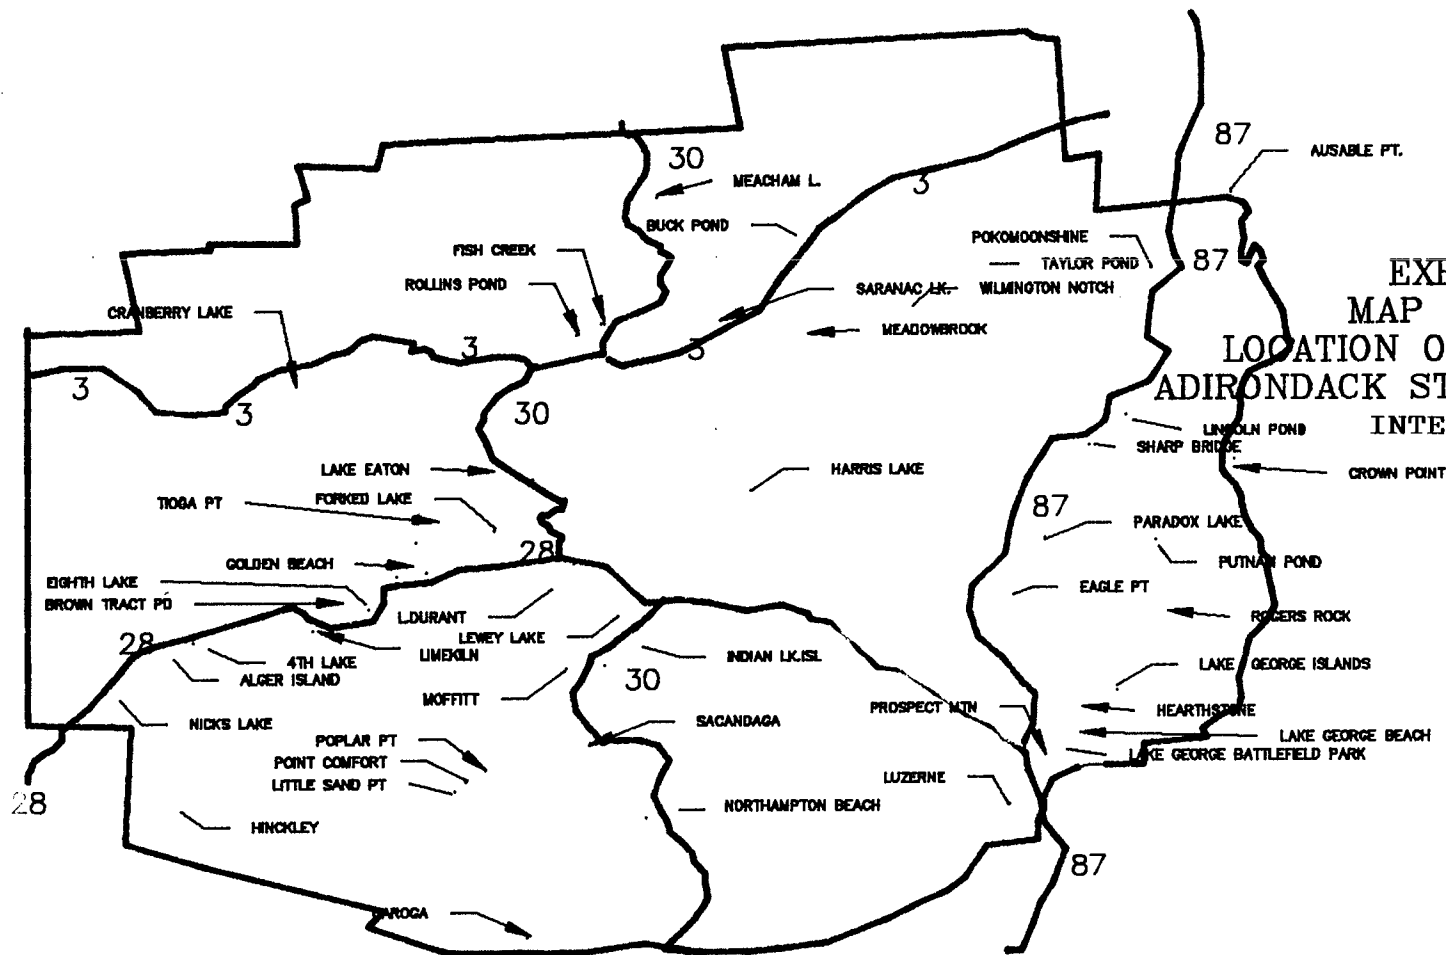 87
AUSABLE PT.
30
MEACHAM L.
3
BUCK POND
POKOMOONSHINE
FISH CREEK
TAYLOR POND
87
EXE
ROLLINS POND
SARANAC LK.
WILMINGTON NOTCH
MAP
CRANBERRY LAKE
MEADOWBROOK
3
3
LOCATION O
3
ADIRONDACK ST
3
30
LINCOLN POND
INTE
SHARP BRIDGE
LAKE EATON
HARRIS LAKE
CROWN POINT
TIOGA PT
FORKED LAKE
87
PARADOX LAKE
28
GOLDEN BEACH
PUTNAM POND
EIGHTH LAKE
EAGLE PT
BROWN TRACT PD
L.DURANT
ROGERS ROCK
28
LEWEY LAKE
LIMEKILN
4TH LAKE
INDIAN LK.ISL
LAKE GEORGE ISLANDS
ALGER ISLAND
30
MOFFITT
PROSPECT MTN
HEARTHSTONE
NICKS LAKE
SACANDAGA
LAKE GEORGE BEACH
POPLAR PT
LAKE GEORGE BATTLEFIELD PARK
POINT COMFORT
LITTLE SAND PT
LUZERNE
28
NORTHAMPTON BEACH
HINCKLEY
87
AROGA